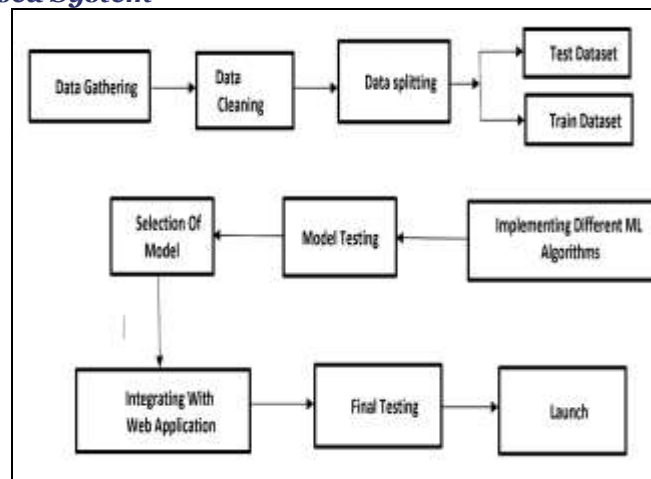 System
Data Gathering
Data
Cleaning
Data splitting
Test Dataset
Train Dataset
Selection Of
Model
Model Testing
Implementing Different ML
Algorithms
Integrating With
Web Application
Final Testing
Launch